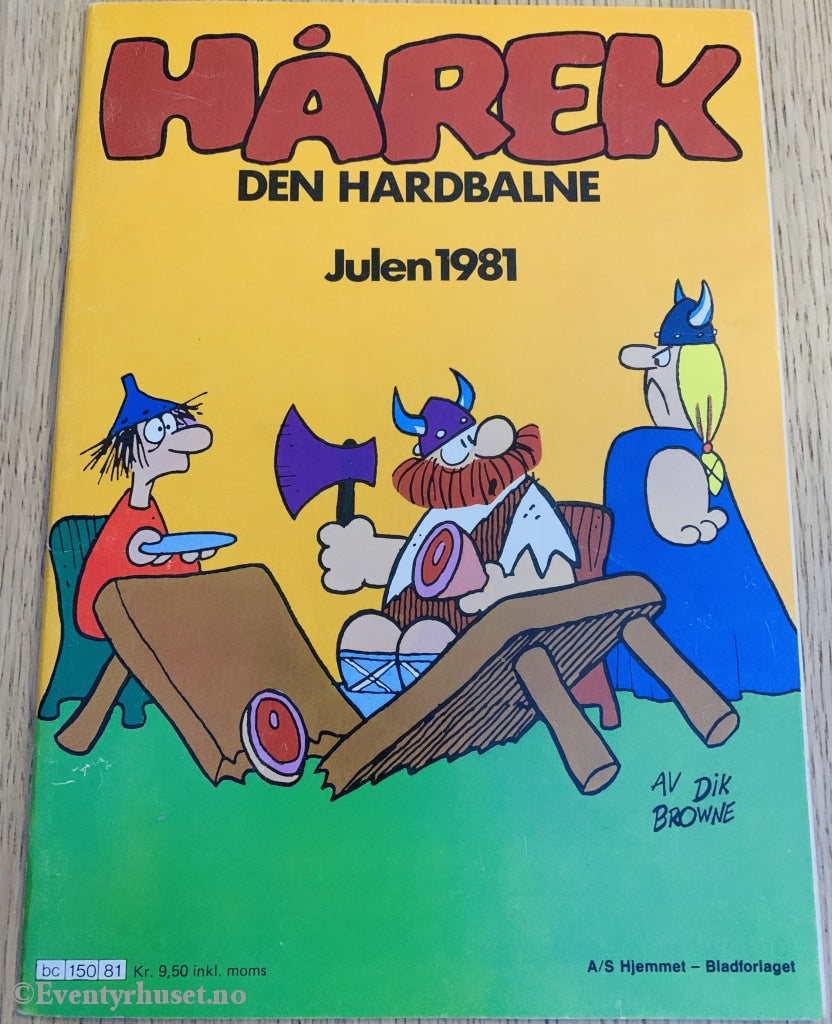 HÁREK
DEN HARDBALNE
Julen 1981
AV DIK
BROWNE
bc 150 81 Kr. 9,50 inkl. moms
A/S Hjemmet – Bladforlaget
©Eventyrhuset.no